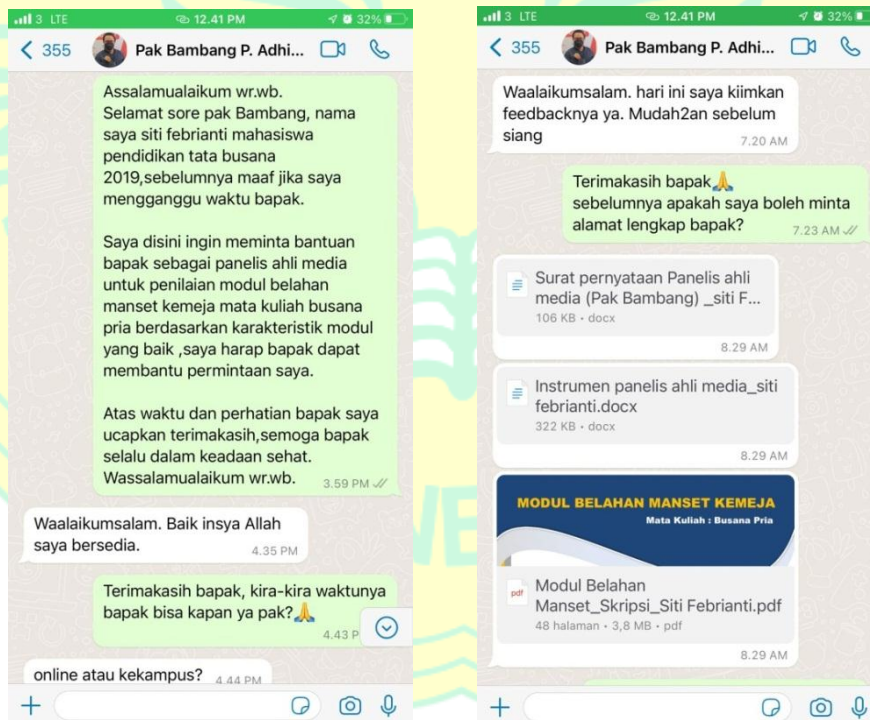 3 LTE
12.41 PM
32%
355
Pak Bambang P. Adhi...
Assalamualaikum wr.wb.
Selamat sore pak Bambang, nama
saya siti febrianti mahasiswa
pendidikan tata busana
2019,sebelumnya maaf jika saya
mengganggu waktu bapak.
Saya disini ingin meminta bantuan
bapak sebagai panelis ahli media
untuk penilaian modul belahan
manset kemeja mata kuliah busana
pria berdasarkan karakteristik modul
yang baik ,saya harap bapak dapat
membantu permintaan saya.
Atas waktu dan perhatian bapak saya
ucapkan terimakasih,semoga bapak
selalu dalam keadaan sehat.
Wassalamualaikum wr.wb.
3.59 PM
Waalaikumsalam. Baik insya Allah
saya bersedia.
4.35 PM
Terimakasih bapak, kira-kira waktunya
bapak bisa kapan ya pak?🙏
4.43 P
online atau kekampus?
4.44 PM
3 LTE
12.41 PM
32%
355
Pak Bambang P. Adhi...
Waalaikumsalam. hari ini saya kiimkan
feedbacknya ya. Mudah2an sebelum
siang
7.20 AM
Terimakasih bapak🙏
sebelumnya apakah saya boleh minta
alamat lengkap bapak?
7.23 AM
Surat pernyataan Panelis ahli
media (Pak Bambang) _siti F...
106 KB • docx
8.29 AM
Instrumen panelis ahli media_siti
febrianti.docx
322 KB • docx
8.29 AM
MODUL BELAHAN MANSET KEMEJA
Mata Kuliah : Busana Pria
pdf
Modul Belahan
Manset_Skripsi_Siti Febrianti.pdf
48 halaman • 3,8 MB • pdf
8.29 AM